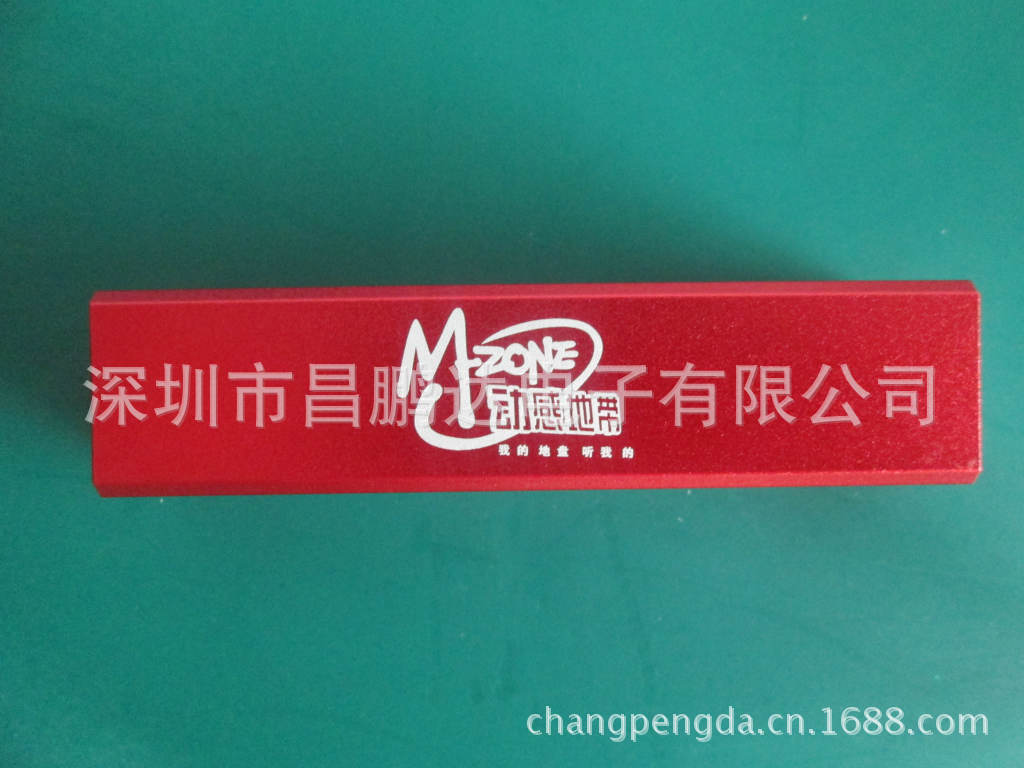 M-ZONE
动感地带
我的地盘 听我的
深圳市昌鹏达电子有限公司
changpengda.cn.1688.com